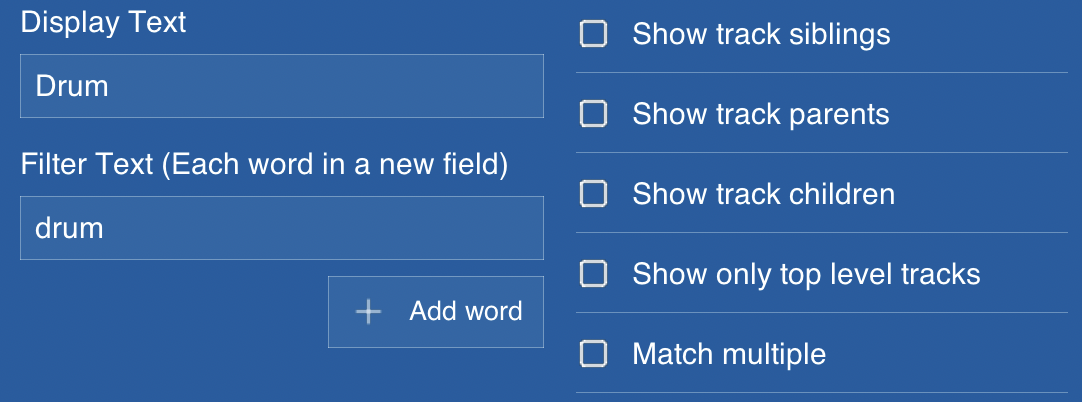 Display Text
Drum
Filter Text (Each word in a new field)
drum
Add word
Show track siblings
Show track parents
Show track children
Show only top level tracks
Match multiple